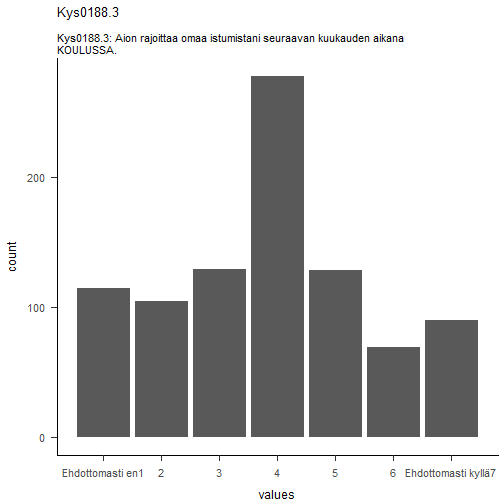 Kys0188.3
Kys0188.3: Aion rajoittaa omaa istumistani seuraavan kuukauden aikana
KOULUSSA.
count
200
100
0
Ehdottomasti en1 2 3 4 5 6 Ehdottomasti kyllä7
values